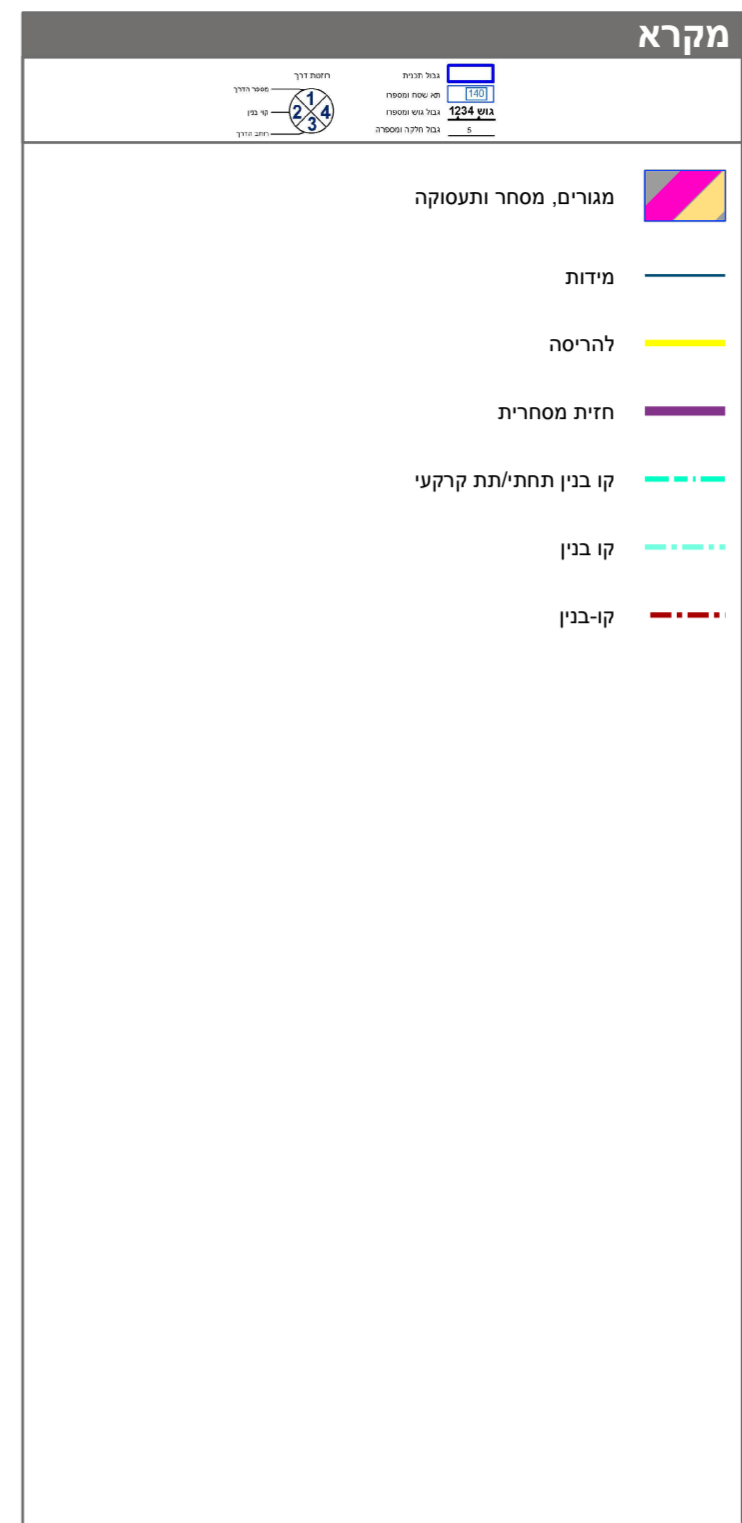 מקרא
גבול תכנית
תא שטח ומספרו 140
גבול גוש ומספרו גוש 1234
גבול חלקה ומספרה 5
רוזטת דרך
מספר הדרך
קווי בנין
רוחב הדרך
1
2 4
3
מגורים, מסחר ותעסוקה
מידות
להריסה
חזית מסחרית
קו בנין תחתי/תת קרקעי
קו בנין
קו-בנין